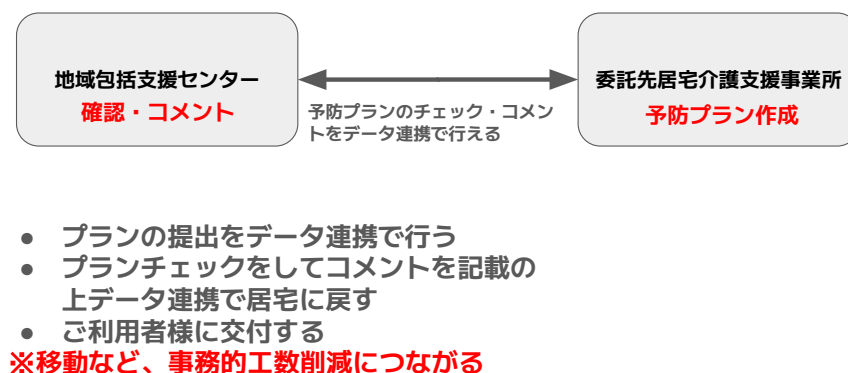 地域包括支援センター
確認・コメント
予防プランのチェック・コメン
トをデータ連携で行える
委託先居宅介護支援事業所
予防プラン作成
● プランの提出をデータ連携で行う
● プランチェックをしてコメントを記載の
上データ連携で居宅に戻す
● ご利用者様に交付する
※移動など、事務的工数削減につながる